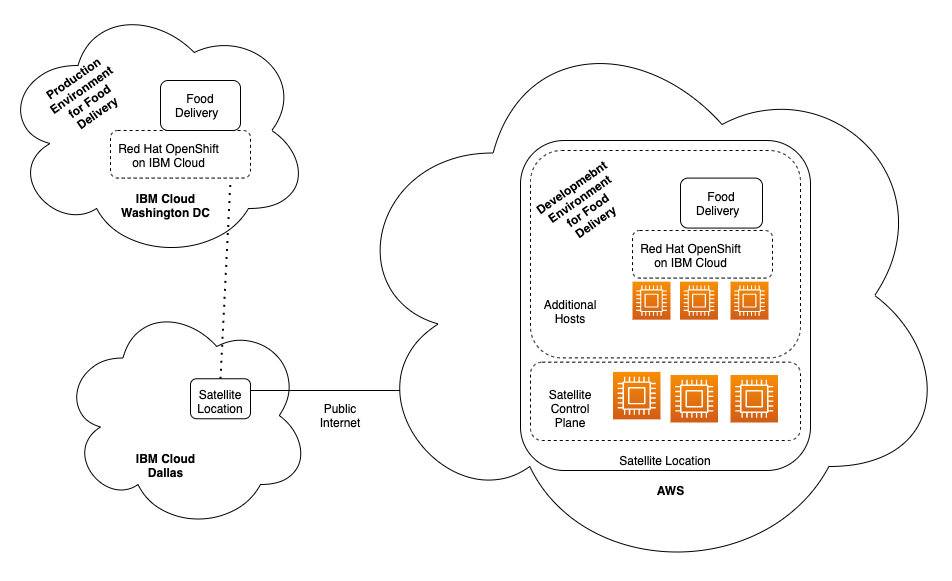 Production
Environment
for Food
Delivery
Food
Delivery
Red Hat OpenShift
on IBM Cloud
IBM Cloud
Washington DC
Satellite
Location
IBM Cloud
Dallas
Public
Internet
Developmebnt
Environment
for Food
Delivery
Food
Delivery
Red Hat OpenShift
on IBM Cloud
Additional
Hosts
Satellite
Control
Plane
Satellite Location
AWS